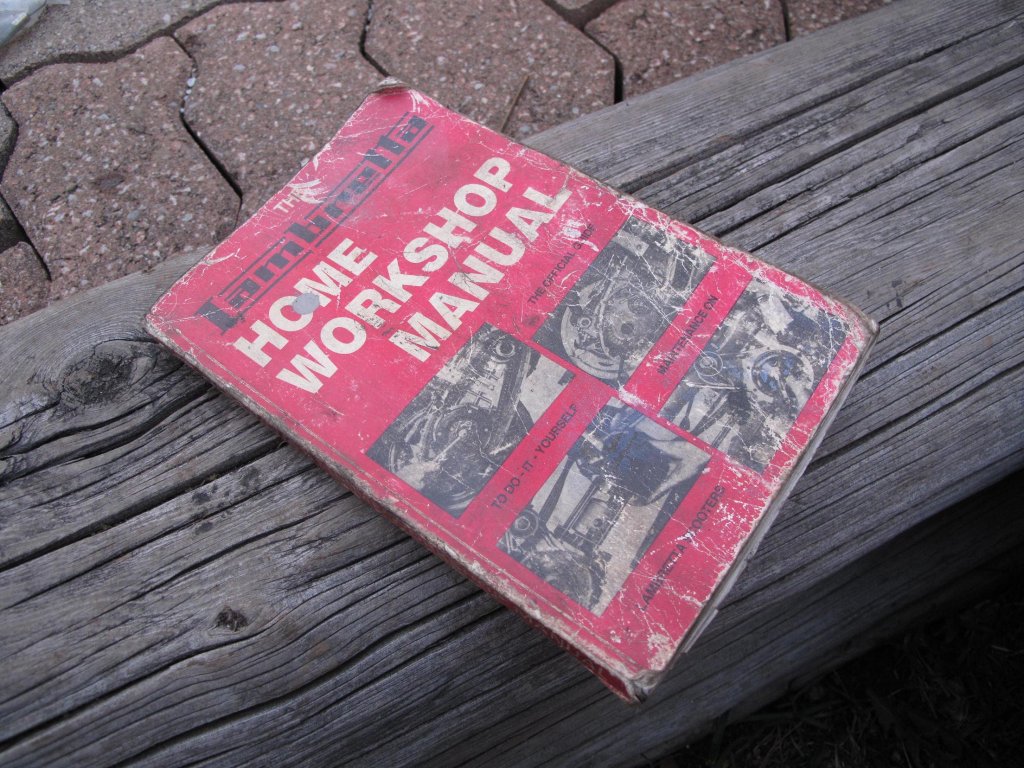 THE
Lambretta
HOME
WORKSHOP
MANUAL
THE OFFICIAL GUIDE
TO DO-IT-YOURSELF
MAINTENANCE ON
LAMBRETTA SCOOTERS